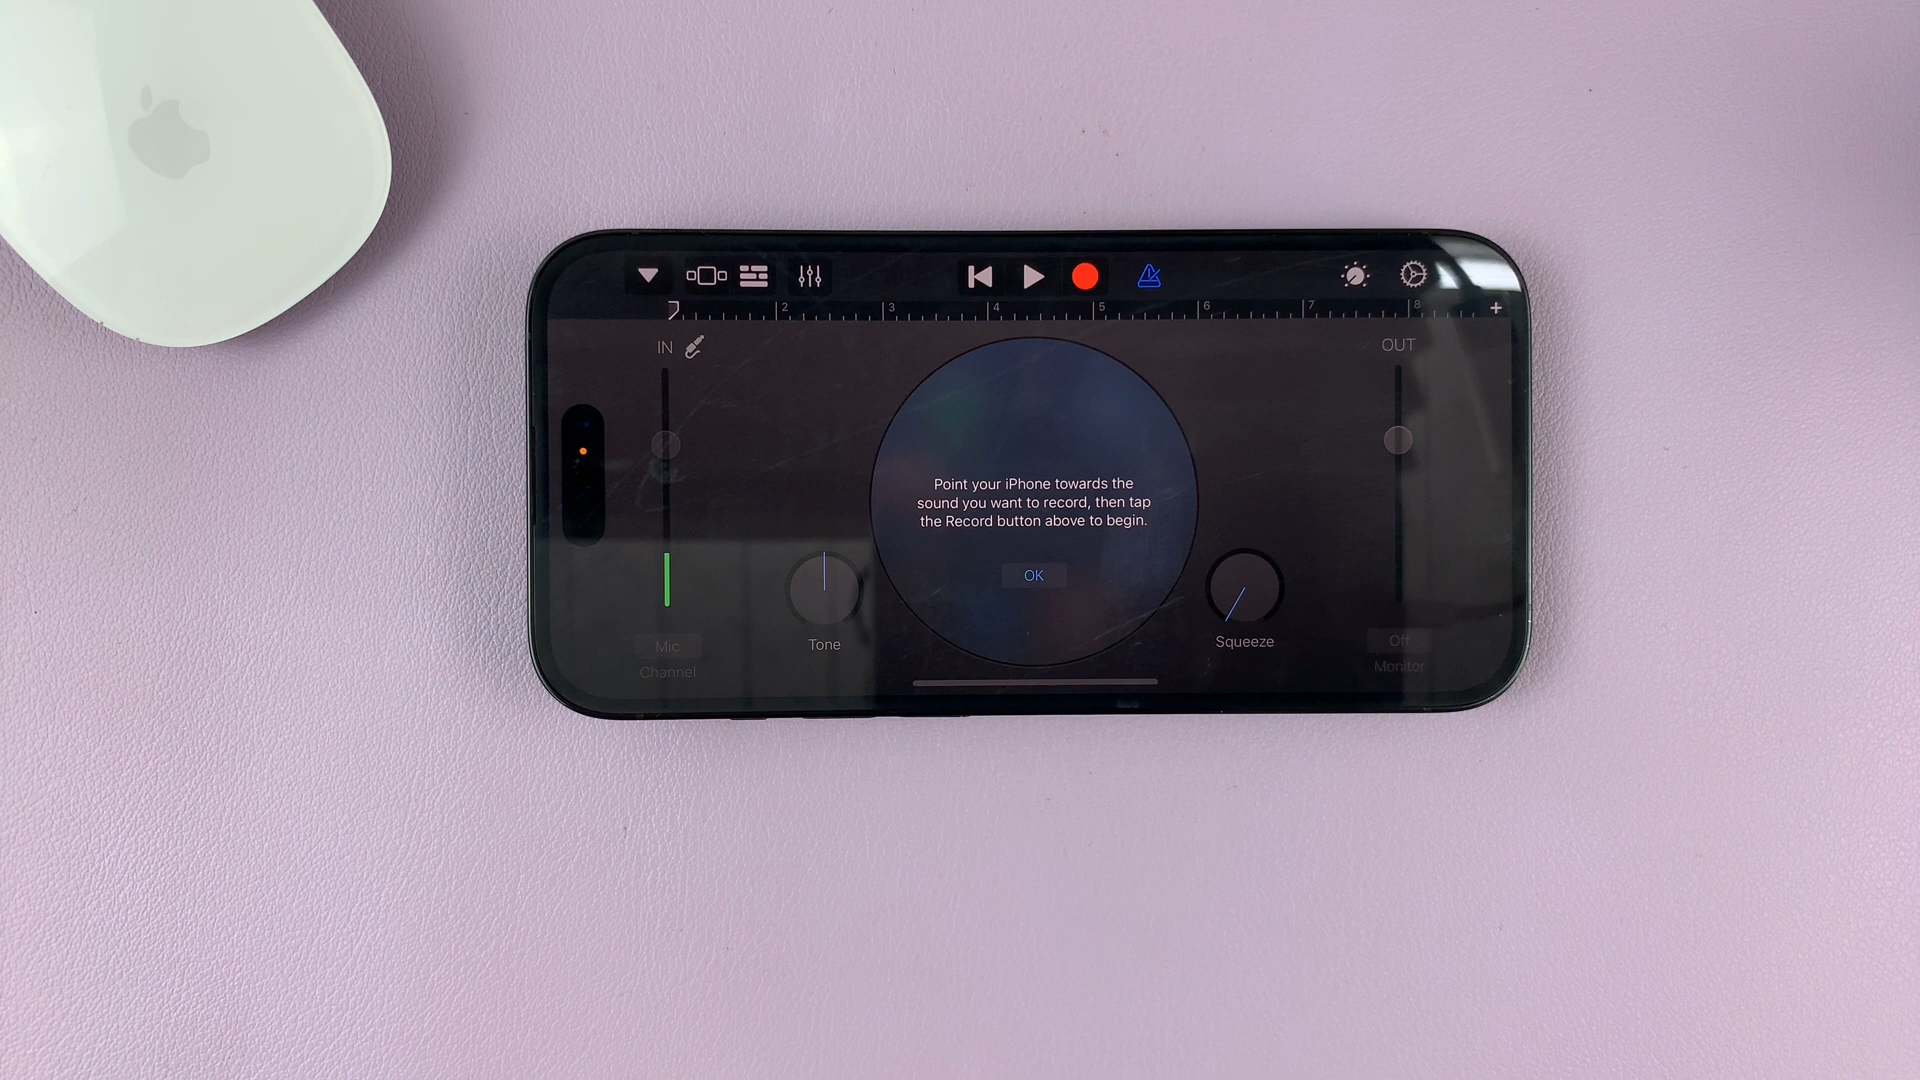 2 3 4 5 6 7 8 +
IN
OUT
Point your iPhone towards the
sound you want to record, then tap
the Record button above to begin.
OK
Tone
Squeeze
Mic
Channel
Off
Monitor